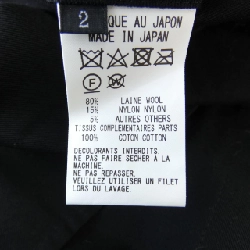 2
QUE AU JAPON
MADE IN JAPAN
F
80% LAINE WOOL
15% NYLON NYLON
5% AUTRES OTHERS
TISSUS COMPLEMENTAIRES PARTS
100% COTON COTTON
DECOLORANTS INTERDITS.
NE PAS FAIRE SÉCHER À LA
MACHINE.
NE PAS REPASSER.
VEUILLEZ UTILISER UN FILET
LORS DU LAVAGE